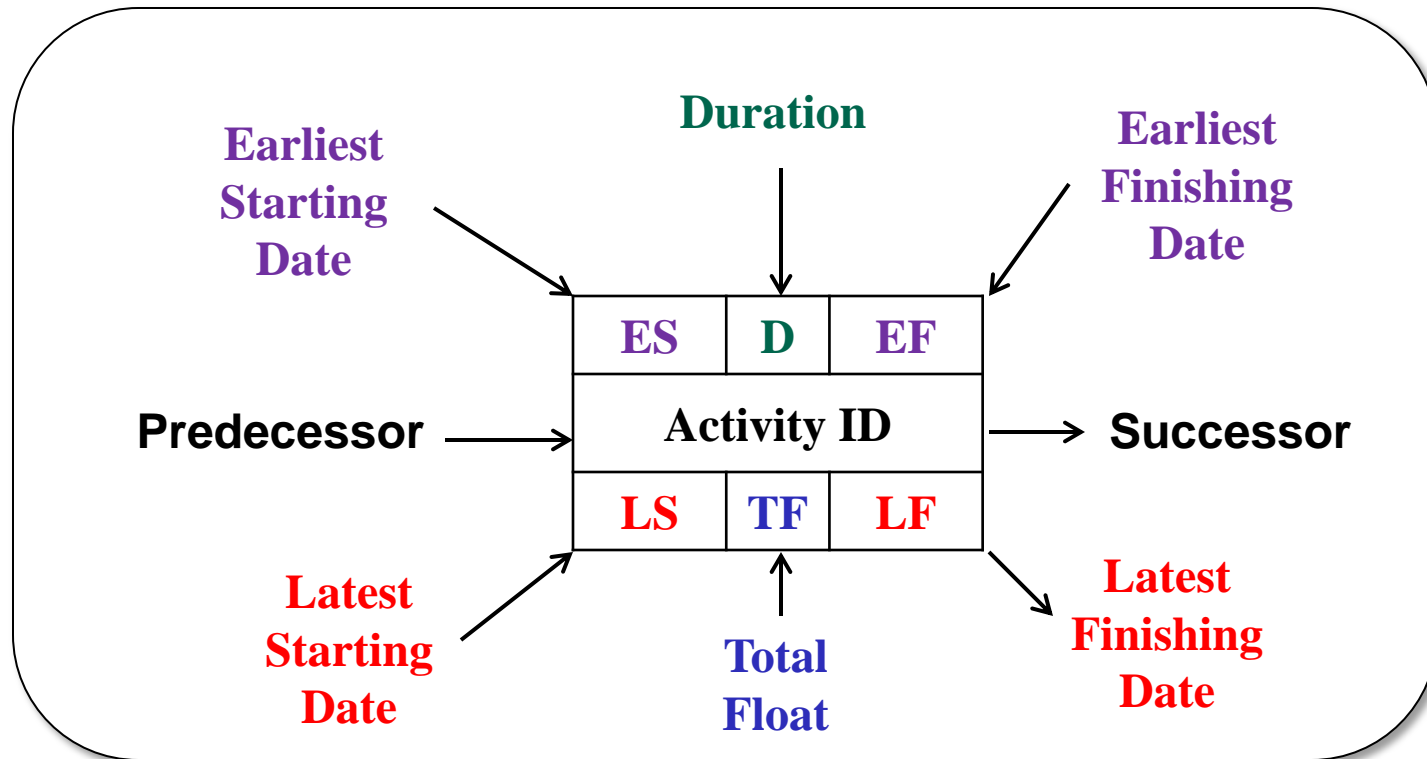 Duration
Earliest
Starting
Date
Earliest
Finishing
Date
ES D EF
Predecessor
Activity ID
Successor
LS TF LF
Latest
Starting
Date
Total
Float
Latest
Finishing
Date